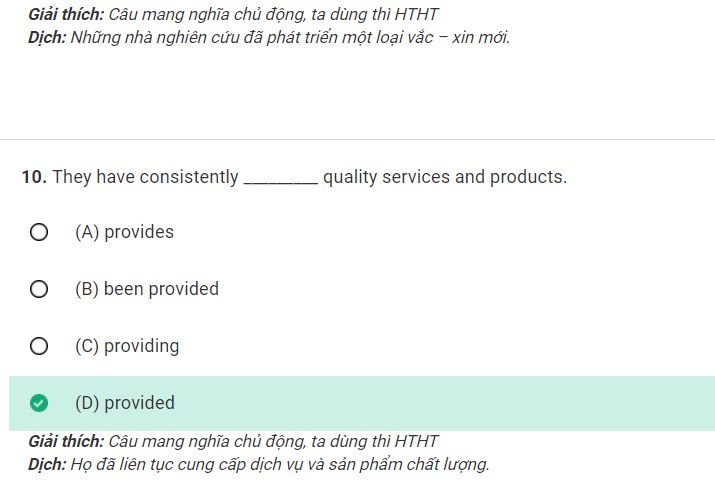 Giải thích: Câu mang nghĩa chủ động, ta dùng thì HTHT
Dịch: Những nhà nghiên cứu đã phát triển một loại vắc – xin mới.
10. They have consistently _________ quality services and products.
(A) provides
(B) been provided
(C) providing
(D) provided
Giải thích: Câu mang nghĩa chủ động, ta dùng thì HTHT
Dịch: Họ đã liên tục cung cấp dịch vụ và sản phẩm chất lượng.